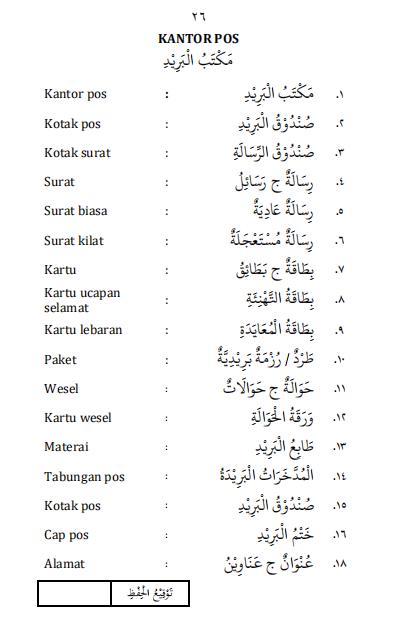 ٢٦
KANTOR POS
مَكْتَبُ الْبَرِيْدِ
Kantor pos : مَكْتَبُ الْبَرِيْدِ .١
Kotak pos : صُنْدُوْقُ الْبَرِيْدِ .٢
Kotak surat : صُنْدُوْقُ الرِّسَالَةِ .٣
Surat : رِسَالَةٌ ج رَسَائِلُ .٤
Surat biasa : رِسَالَةٌ عَادِيَةٌ .٥
Surat kilat : رِسَالَةٌ مُسْتَعْجَلَةٌ .٦
Kartu : بِطَاقَةٌ ج بَطَائِقُ .٧
Kartu ucapan
selamat : بِطَاقَةُ التَّهْنِئَةِ .٨
Kartu lebaran : بِطَاقَةُ الْمُعَايَدَةِ .٩
Paket : طَرْدٌ / رُزْمَةٌ بَرِيْدِيَّةٌ .١٠
Wesel : حَوَالَةٌ ج حَوَالَاتٌ .١١
Kartu wesel : وَرَقَةُ الْحَوَالَةِ .١٢
Materai : طَابِعُ الْبَرِيْدِ .١٣
Tabungan pos : الْمُدَّخَرَاتُ الْبَرِيْدَةُ .١٤
Kotak pos : صُنْدُوْقُ الْبَرِيْدِ .١٥
Cap pos : خَتْمُ الْبَرِيْدِ .١٦
Alamat : عُنْوَانٌ ج عَنَاوِيْنُ .١٨
تَوْقِيْعُ الْحِفْظِ